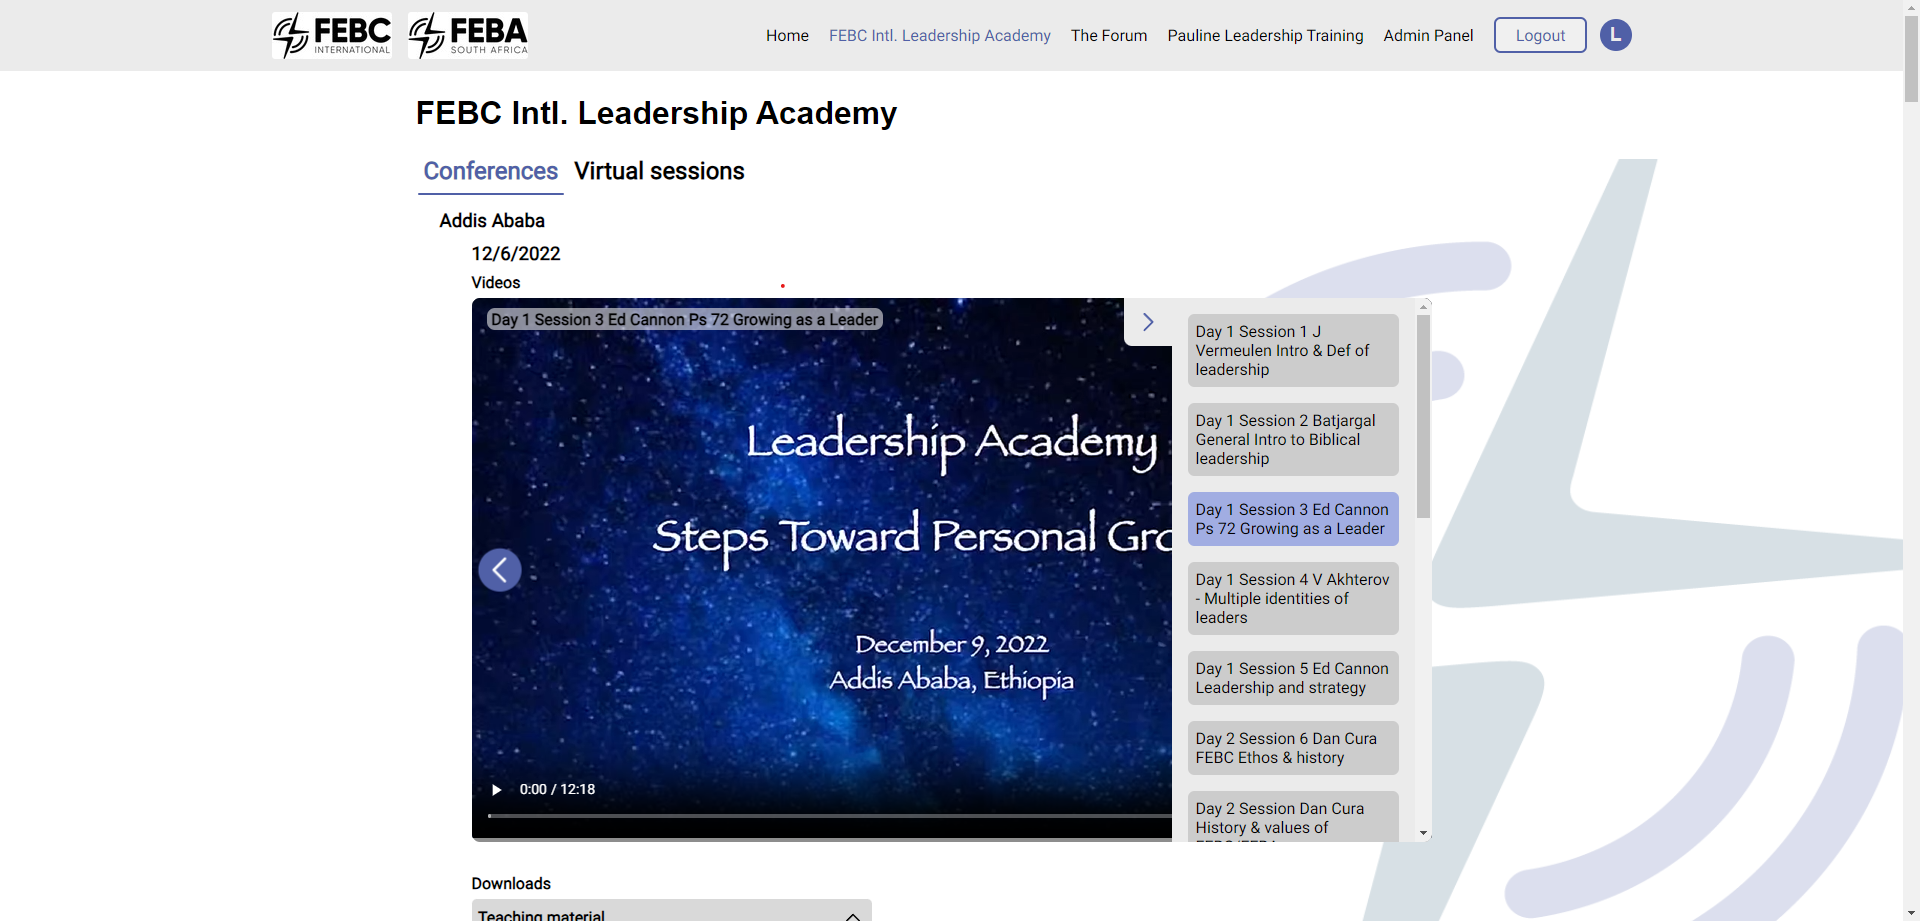 FEBC
INTERNATIONAL
FEBA
SOUTH AFRICA
Home
FEBC Intl. Leadership Academy
The Forum
Pauline Leadership Training
Admin Panel
Logout
L
FEBC Intl. Leadership Academy
Conferences
Virtual sessions
Addis Ababa
12/6/2022
Videos
Day 1 Session 3 Ed Cannon Ps 72 Growing as a Leader
Leadership Academy
Steps Toward Personal Gro
December 9, 2022
Addis Ababa, Ethiopia
0:00 / 12:18
Day 1 Session 1 J
Vermeulen Intro & Def of
leadership
Day 1 Session 2 Batjargal
General Intro to Biblical
leadership
Day 1 Session 3 Ed Cannon
Ps 72 Growing as a Leader
Day 1 Session 4 V Akhterov
- Multiple identities of
leaders
Day 1 Session 5 Ed Cannon
Leadership and strategy
Day 2 Session 6 Dan Cura
FEBC Ethos & history
Day 2 Session Dan Cura
History & values of
Downloads
Teaching material